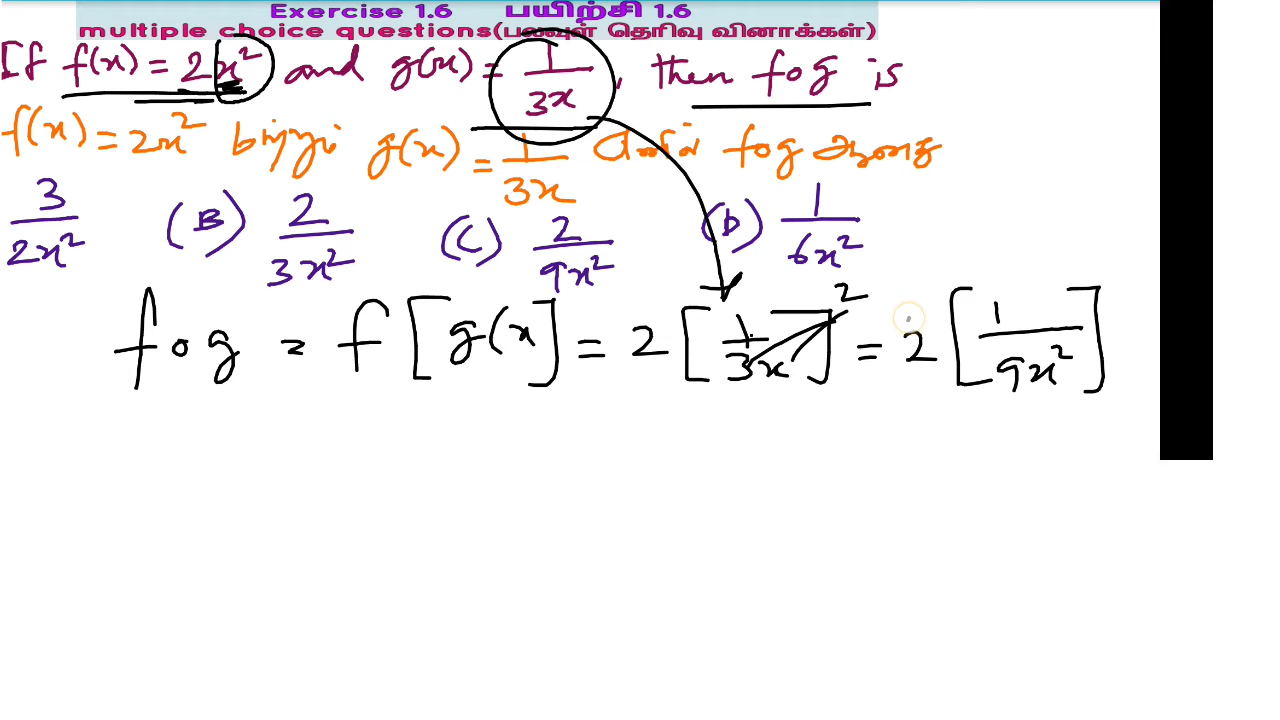 Exercise 1.6 பயிற்சி 1.6
multiple choice questions(பலவுள் தெரிவு வினாக்கள்)
If f(x) = 2x² and g(x) = 1/3x, then fog is
f(x) = 2x² மற்றும் g(x) = 1/3x எனில் fog ஆனது
3/2x² (B) 2/3x² (C) 2/9x² (D) 1/6x²
fog = f[g(x] = 2[1/3x]² = 2[1/9x²]